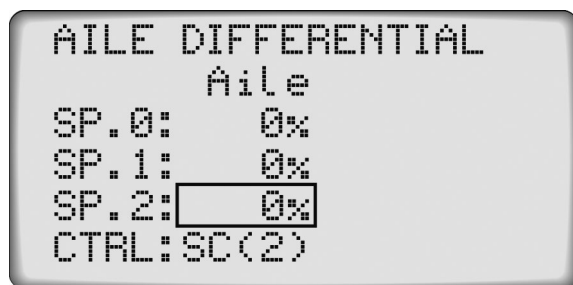 AILE DIFFERENTIAL
Aile
SP.0: 0%
SP.1: 0%
SP.2: 0%
CTRL:SC(2)